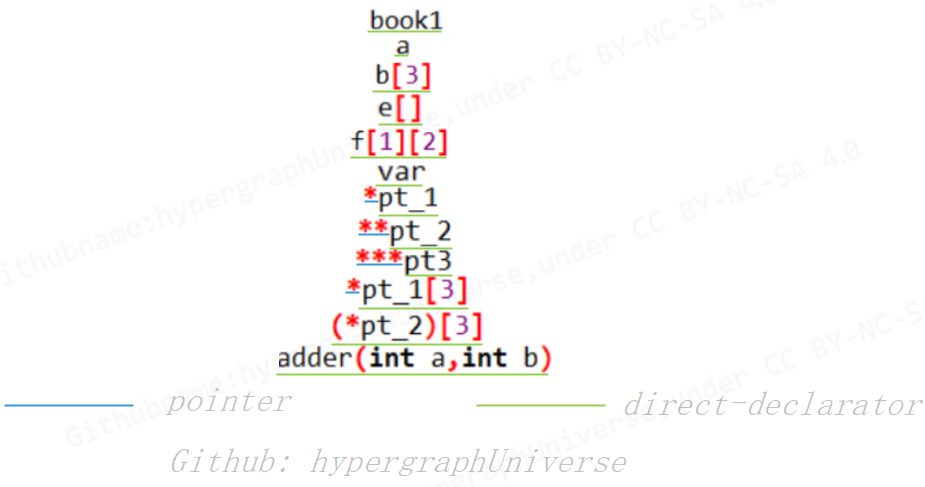 book1
a
b[3]
e[]
f[1][2]
var
*pt_1
**pt_2
***pt3
*pt_1[3]
(*pt_2)[3]
adder(int a,int b)
pointer
direct-declarator
Github: hypergraphUniverse
Githubname:hypergraphUniverse,under CC BY-NC-SA 4.0